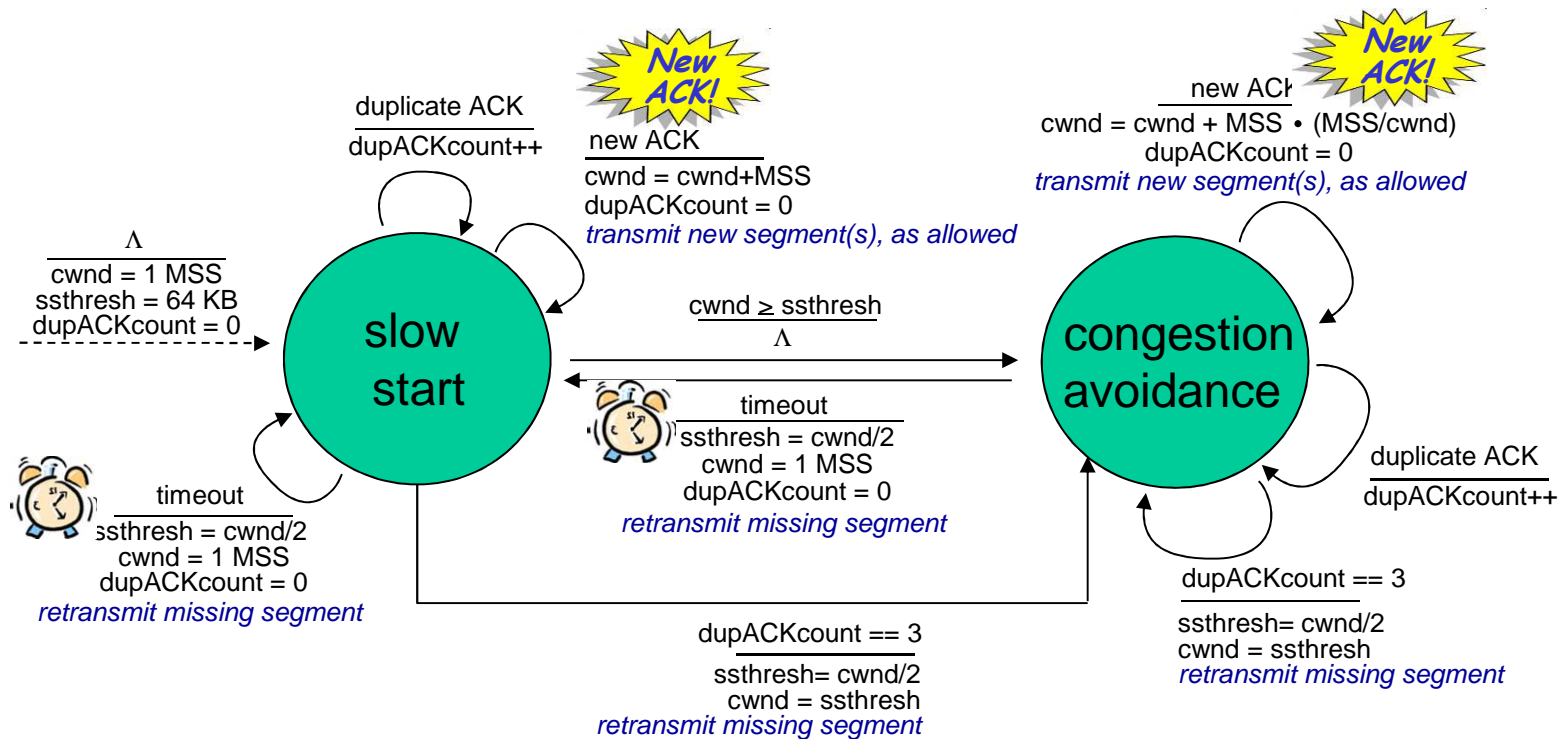 New
ACK!
duplicate ACK
dupACKcount++
new ACK
cwnd = cwnd+MSS
dupACKcount = 0
transmit new segment(s), as allowed
New
ACK!
new ACK
cwnd = cwnd + MSS • (MSS/cwnd)
dupACKcount = 0
transmit new segment(s), as allowed
Λ
cwnd = 1 MSS
ssthresh = 64 KB
dupACKcount = 0
slow
start
cwnd ≥ ssthresh
Λ
congestion
avoidance
timeout
ssthresh = cwnd/2
cwnd = 1 MSS
dupACKcount = 0
retransmit missing segment
timeout
ssthresh = cwnd/2
cwnd = 1 MSS
dupACKcount = 0
retransmit missing segment
duplicate ACK
dupACKcount++
dupACKcount == 3
ssthresh= cwnd/2
cwnd = ssthresh
retransmit missing segment
dupACKcount == 3
ssthresh= cwnd/2
cwnd = ssthresh
retransmit missing segment